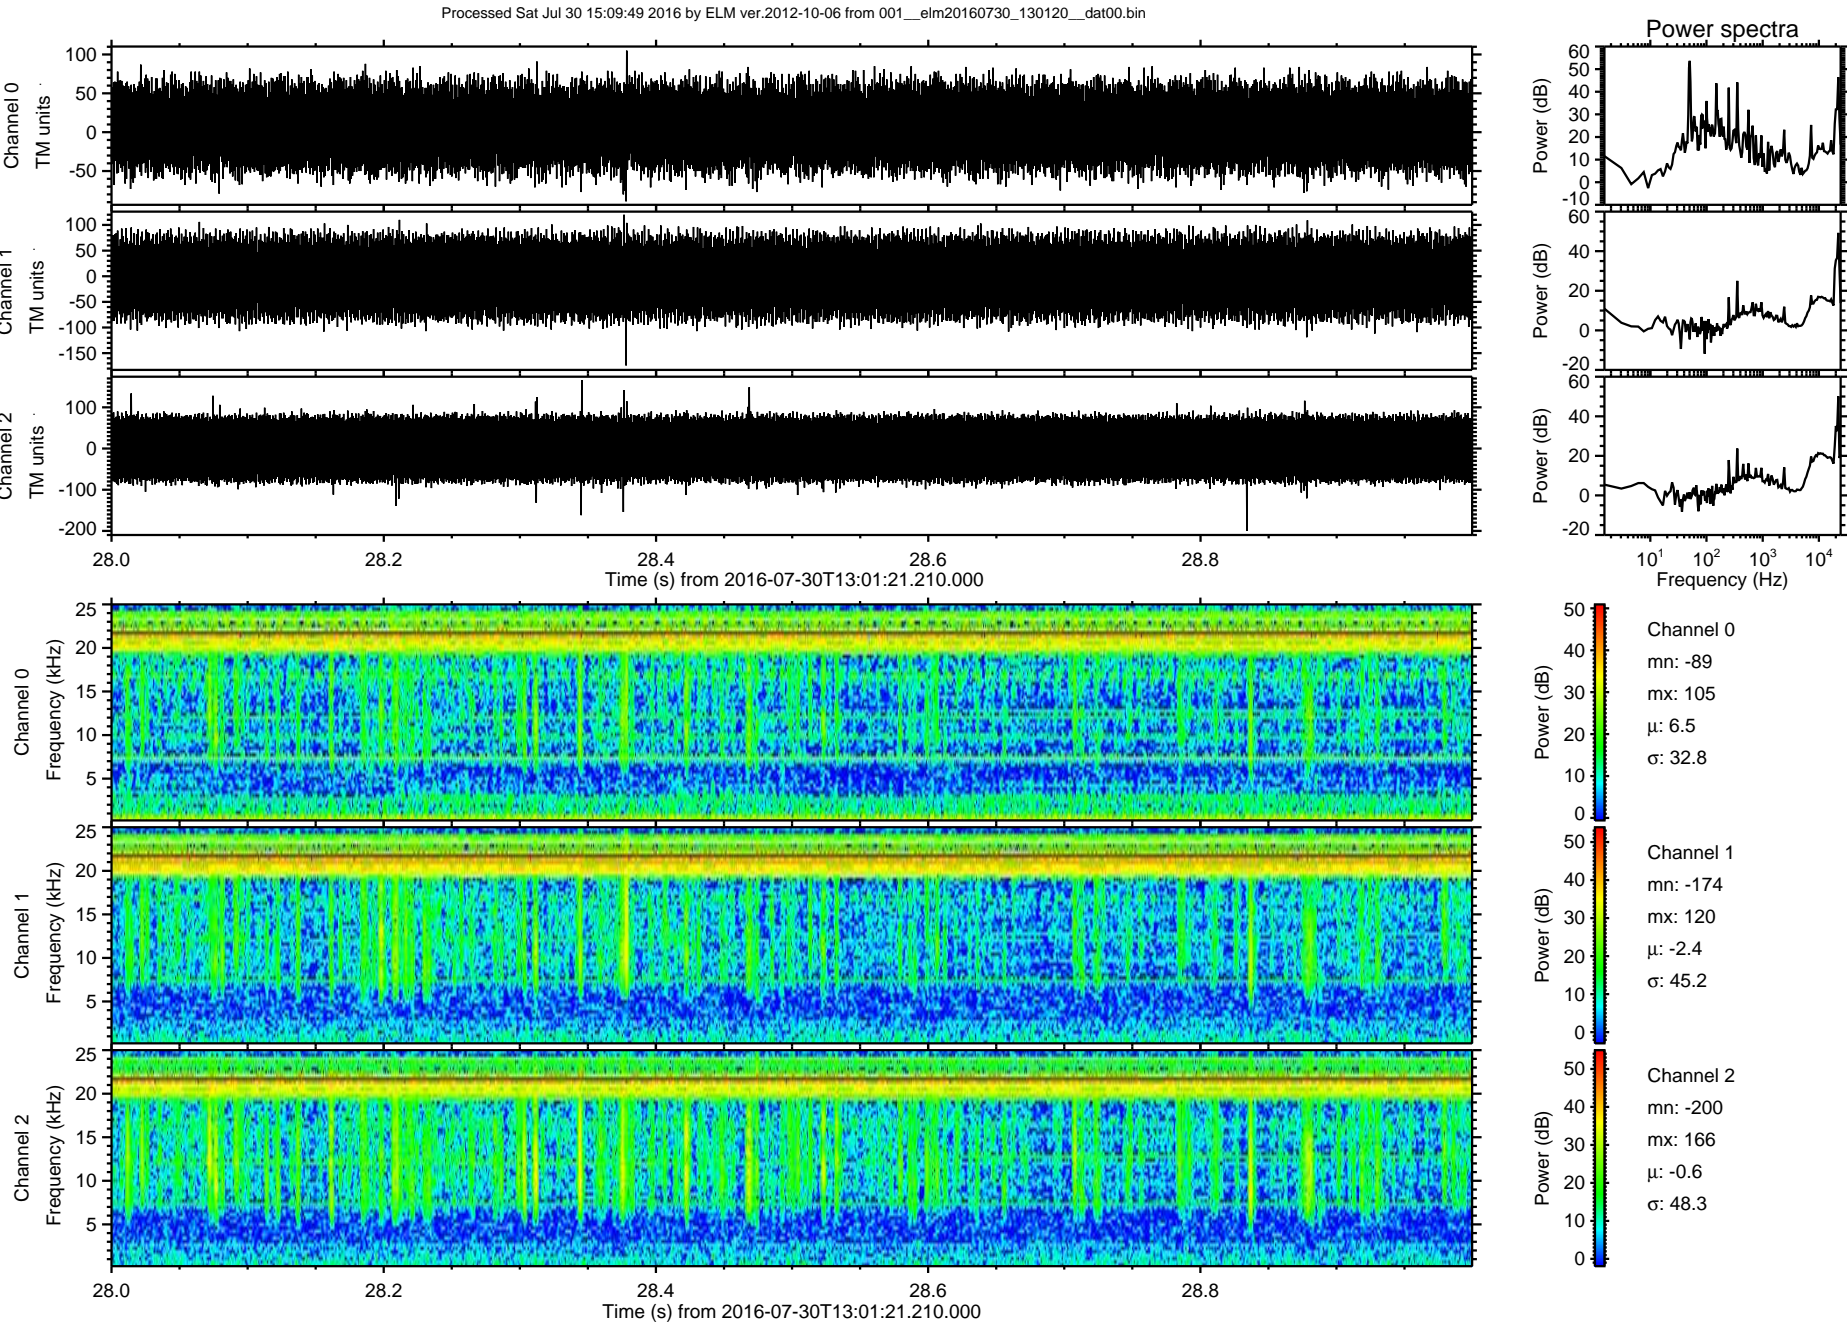 Processed Sat Jul 30 15:09:49 2016 by ELM ver.2012-10-06 from 001__elm20160730_130120__dat00.bin
Power spectra
Channel 0
TM units
100
50
0
-50
Power (dB)
60
50
40
30
20
10
0
-10
Channel 1
TM units
100
50
0
-50
-100
-150
Power (dB)
60
40
20
0
-20
Channel 2
TM units
100
0
-100
-200
Power (dB)
60
40
20
0
-20
28.0 28.2 28.4 28.6 28.8
Time (s) from 2016-07-30T13:01:21.210.000
10¹ 10² 10³ 10⁴
Frequency (Hz)
Channel 0
Frequency (kHz)
25
20
15
10
5
Power (dB)
50
40
30
20
10
0
Channel 0
mn: -89
mx: 105
μ: 6.5
σ: 32.8
Channel 1
Frequency (kHz)
25
20
15
10
5
Power (dB)
50
40
30
20
10
0
Channel 1
mn: -174
mx: 120
μ: -2.4
σ: 45.2
Channel 2
Frequency (kHz)
25
20
15
10
5
Power (dB)
50
40
30
20
10
0
Channel 2
mn: -200
mx: 166
μ: -0.6
σ: 48.3
28.0 28.2 28.4 28.6 28.8
Time (s) from 2016-07-30T13:01:21.210.000